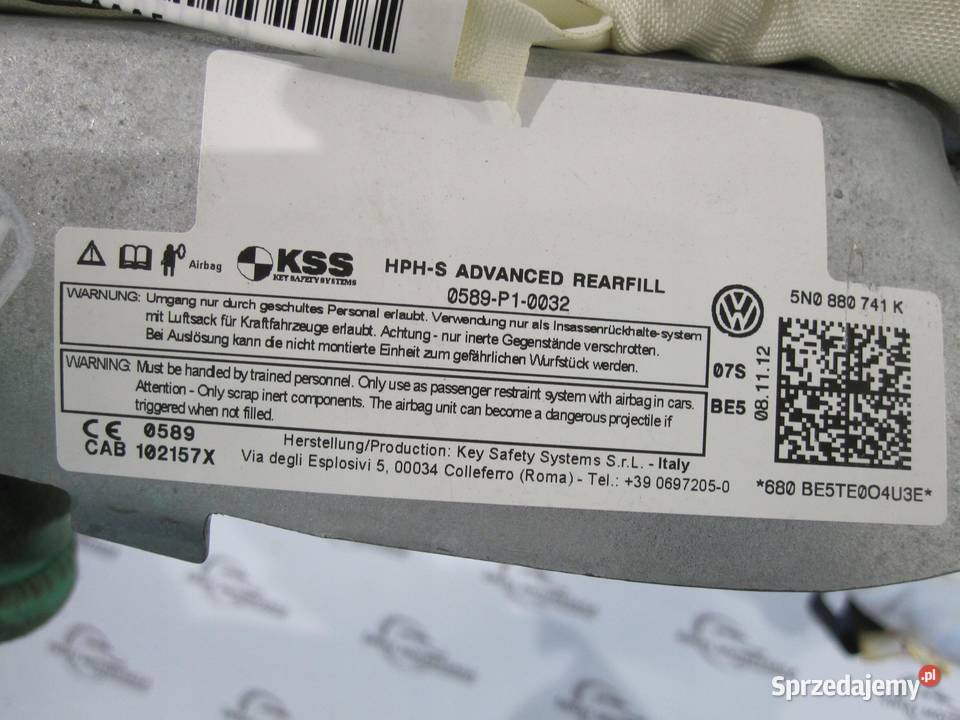 Airbag
KSS
KEY SAFETY SYSTEMS
HPH-S ADVANCED REARFILL
0589-P1-0032
WARNUNG: Umgang nur durch geschultes Personal erlaubt. Verwendung nur als Insassenrückhalte-system
mit Luftsack für Kraftfahrzeuge erlaubt. Achtung - nur inerte Gegenstände verschrotten.
Bei Auslösung kann die nicht montierte Einheit zum gefährlichen Wurfstück werden.
WARNING: Must be handled by trained personnel. Only use as passenger restraint system with airbag in cars.
Attention - Only scrap inert components. The airbag unit can become a dangerous projectile if
triggered when not filled.
CE 0589
CAB 102157X
Herstellung/Production: Key Safety Systems S.r.L. - Italy
Via degli Esplosivi 5, 00034 Colleferro (Roma) - Tel.: +39 0697205-0
VW
07S
BE5
08.11.12
5N0 880 741 K
*680 BE5TE0O4U3E*
Sprzedajemy.pl